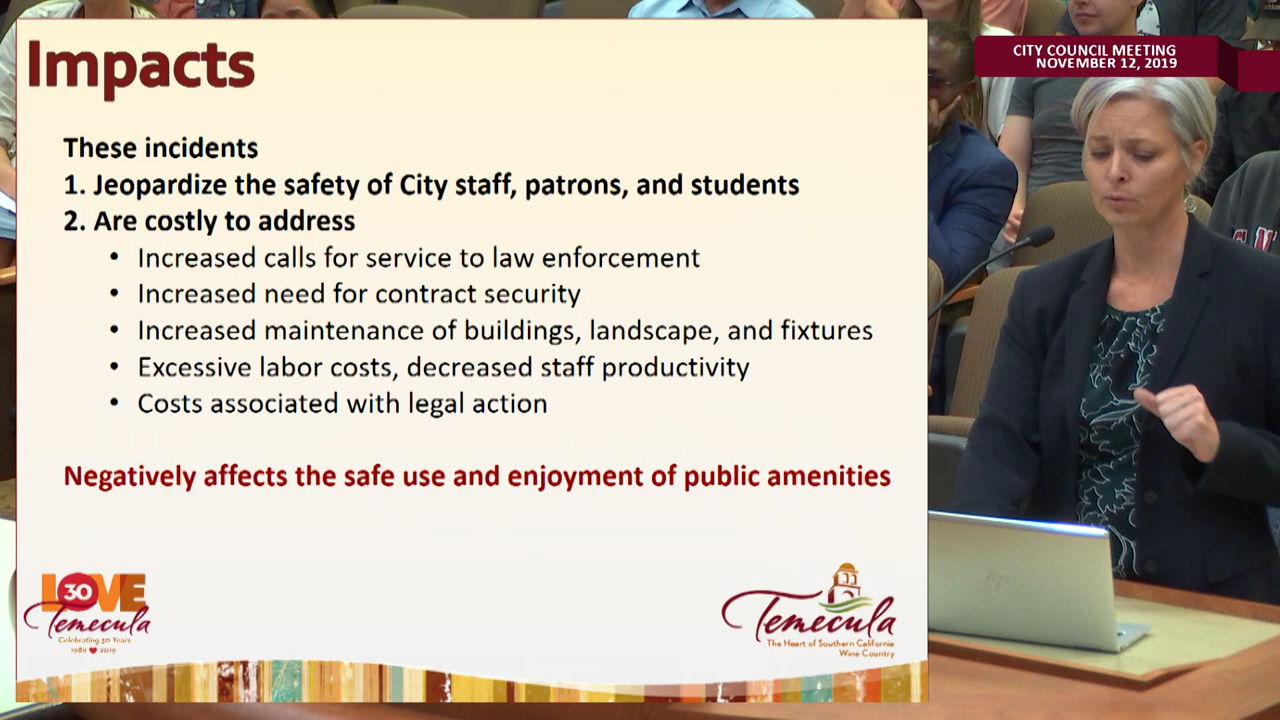 Impacts
CITY COUNCIL MEETING
NOVEMBER 12, 2019
These incidents
1. Jeopardize the safety of City staff, patrons, and students
2. Are costly to address
• Increased calls for service to law enforcement
• Increased need for contract security
• Increased maintenance of buildings, landscape, and fixtures
• Excessive labor costs, decreased staff productivity
• Costs associated with legal action
Negatively affects the safe use and enjoyment of public amenities
LOVE
30
Temecula
Celebrating 30 Years
1989 2019
Temecula
The Heart of Southern California
Wine Country